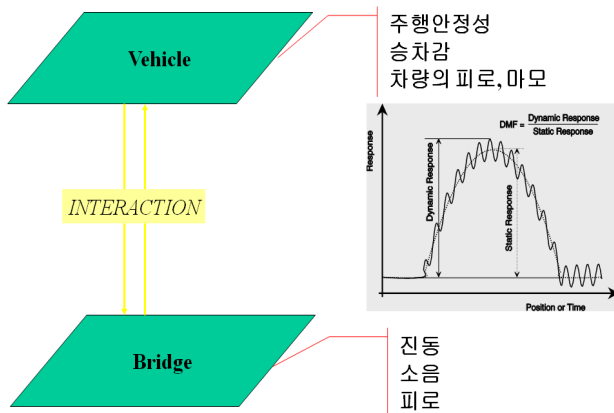 Vehicle
주행안정성
승차감
차량의 피로, 마모
INTERACTION
Response
Dynamic Response
Static Response
DMF = Dynamic Response
Static Response
Position or Time
Bridge
진동
소음
피로